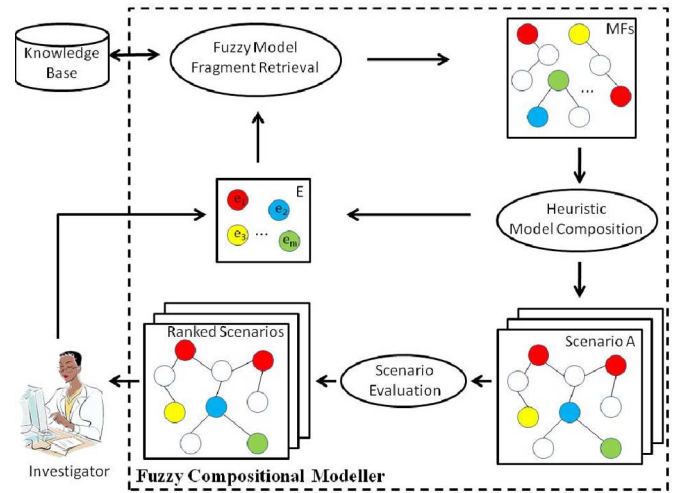 Knowledge
Base
Fuzzy Model
Fragment Retrieval
MFs
...
E
e₁
e₂
e₃
...
eₘ
Heuristic
Model Composition
Ranked Scenarios
Scenario
Evaluation
Scenario A
Investigator
Fuzzy Compositional Modeller